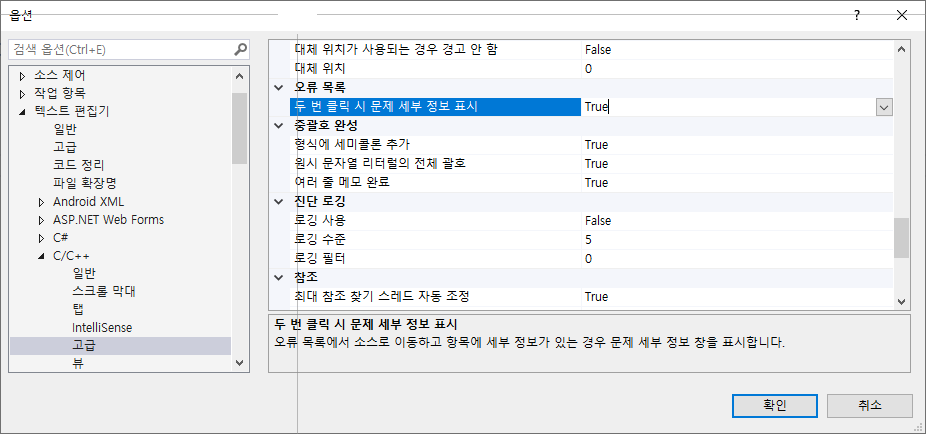 옵션
검색 옵션(Ctrl+E)
소스 제어
작업 항목
텍스트 편집기
일반
고급
코드 정리
파일 확장명
Android XML
ASP.NET Web Forms
C#
C/C++
일반
스크롤 막대
탭
IntelliSense
고급
뷰
대체 위치가 사용되는 경우 경고 안 함 False
대체 위치 0
오류 목록
두 번 클릭 시 문제 세부 정보 표시 True
중괄호 완성
형식에 세미콜론 추가 True
원시 문자열 리터럴의 전체 괄호 True
여러 줄 메모 완료 True
진단 로깅
로깅 사용 False
로깅 수준 5
로깅 필터 0
참조
최대 참조 찾기 스레드 자동 조정 True
두 번 클릭 시 문제 세부 정보 표시
오류 목록에서 소스로 이동하고 항목에 세부 정보가 있는 경우 문제 세부 정보 창을 표시합니다.
확인 취소